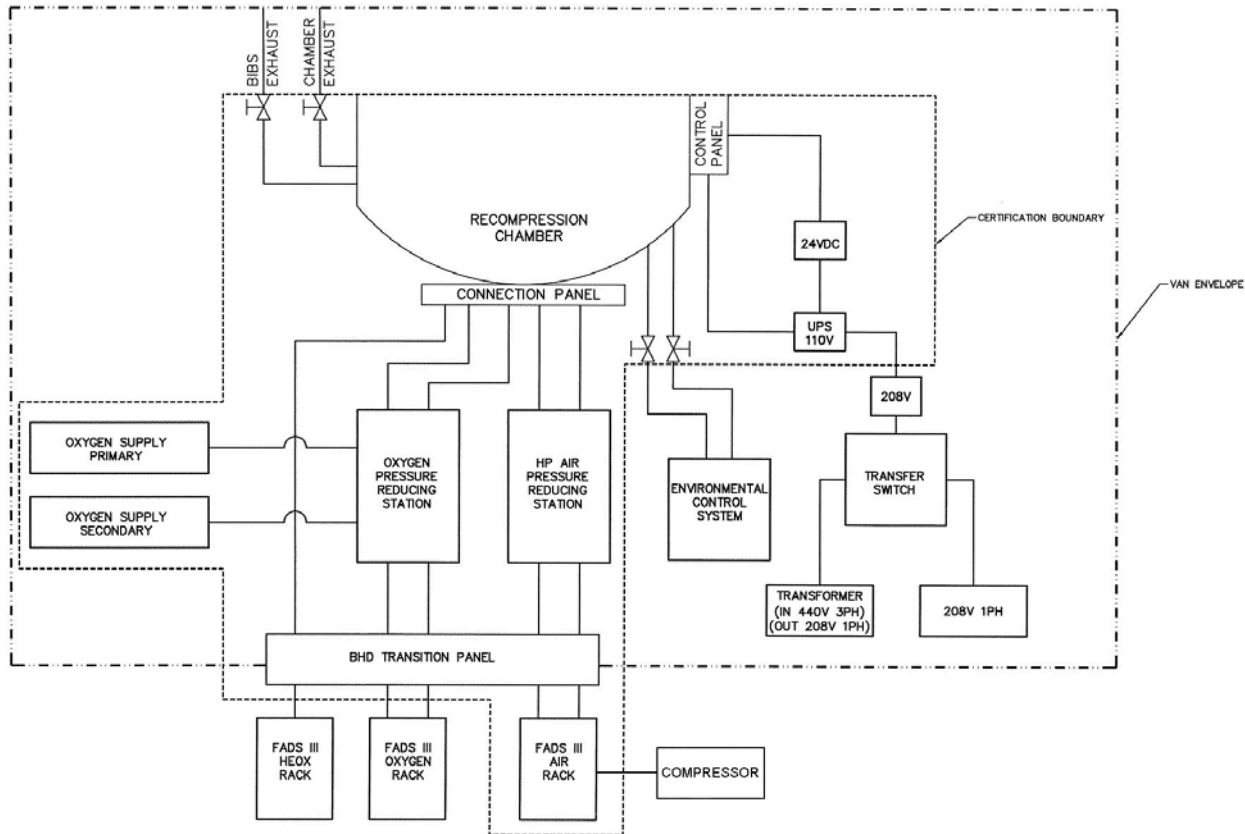 BIBS
EXHAUST
CHAMBER
EXHAUST
CONTROL
PANEL
RECOMPRESSION
CHAMBER
CERTIFICATION BOUNDARY
24VDC
VAN ENVELOPE
CONNECTION PANEL
UPS
110V
208V
OXYGEN SUPPLY
PRIMARY
OXYGEN
PRESSURE
REDUCING
STATION
HP AIR
PRESSURE
REDUCING
STATION
TRANSFER
SWITCH
ENVIRONMENTAL
CONTROL
SYSTEM
OXYGEN SUPPLY
SECONDARY
TRANSFORMER
(IN 440V 3PH)
(OUT 208V 1PH)
208V 1PH
BHD TRANSITION PANEL
FADS III
HEOX
RACK
FADS III
OXYGEN
RACK
FADS III
AIR
RACK
COMPRESSOR